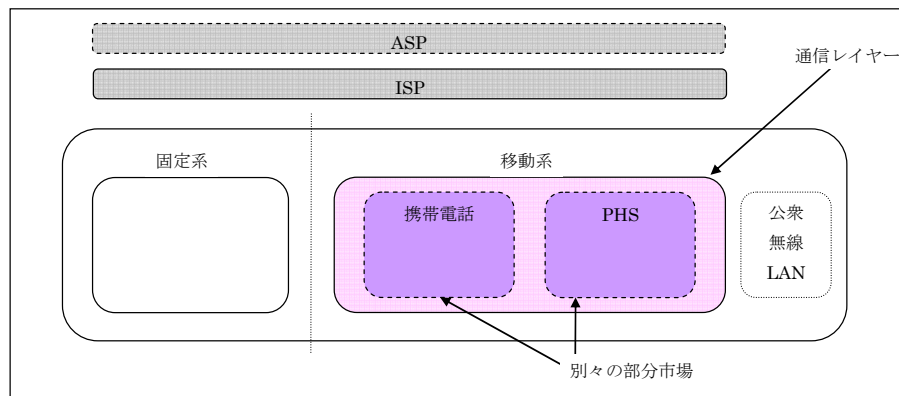 ASP
通信レイヤー
ISP
固定系
移動系
携帯電話
PHS
公衆
無線
LAN
別々の部分市場